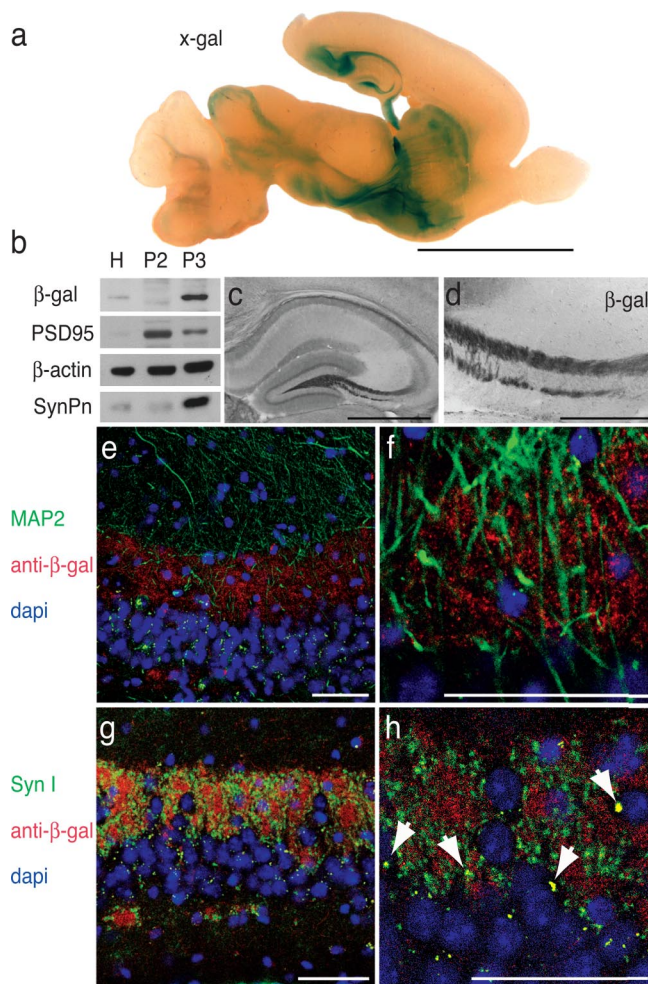 a
x-gal
b
H P2 P3
β-gal
PSD95
β-actin
SynPn
c
d
β-gal
e
f
MAP2
anti-β-gal
dapi
g
h
Syn I
anti-β-gal
dapi